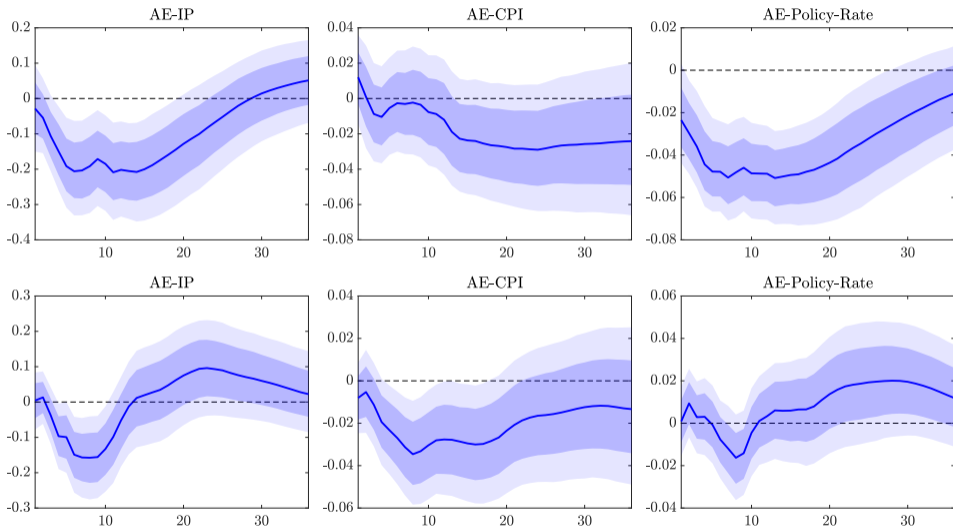 AE-IP AE-CPI AE-Policy-Rate
0.2 0.04 0.02
0.1 0.02 0
0 0 -0.02
-0.1 -0.02 -0.04
-0.2 -0.04 -0.06
-0.3 -0.06 -0.08
-0.4 -0.08
10 20 30 10 20 30 10 20 30
AE-IP AE-CPI AE-Policy-Rate
0.3 0.04 0.06
0.2 0.02 0.04
0.1 0 0.02
0 -0.02 0
-0.1 -0.04 -0.02
-0.2 -0.06 -0.04
-0.3
10 20 30 10 20 30 10 20 30